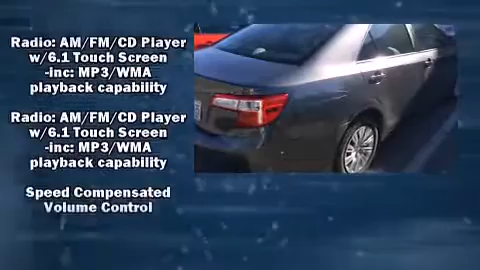 Radio: AM/FM/CD Player
w/6.1 Touch Screen
-inc: MP3/WMA
playback capability
Radio: AM/FM/CD Player
w/6.1 Touch Screen
-inc: MP3/WMA
playback capability
Speed Compensated
Volume Control